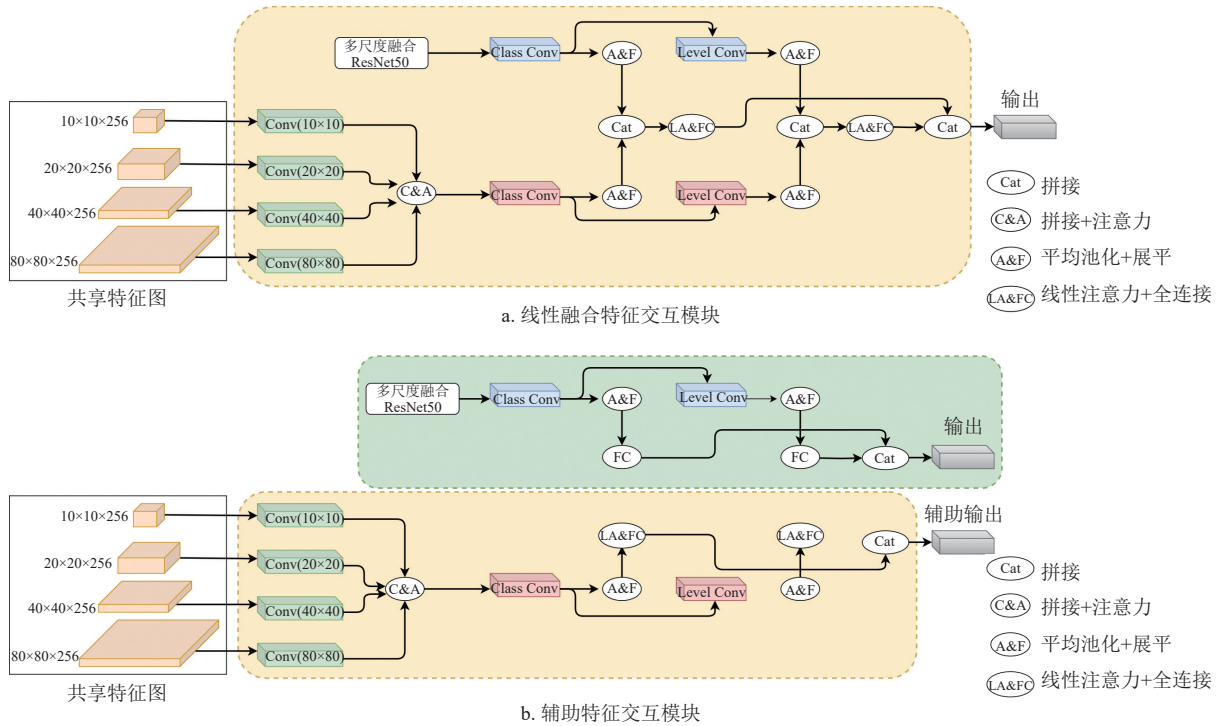 多尺度融合
ResNet50
Class Conv
A&F
Level Conv
A&F
输出
10×10×256
Conv(10×10)
Cat
LA&FC
Cat
LA&FC
Cat
20×20×256
Conv(20×20)
C&A
Class Conv
A&F
Level Conv
A&F
40×40×256
Conv(40×40)
80×80×256
Conv(80×80)
共享特征图
Cat
拼接
C&A
拼接+注意力
A&F
平均池化+展平
LA&FC
线性注意力+全连接
a. 线性融合特征交互模块
多尺度融合
ResNet50
Class Conv
A&F
Level Conv
A&F
FC
FC
Cat
输出
10×10×256
Conv(10×10)
LA&FC
LA&FC
Cat
辅助输出
20×20×256
Conv(20×20)
C&A
Class Conv
A&F
Level Conv
A&F
40×40×256
Conv(40×40)
80×80×256
Conv(80×80)
共享特征图
Cat
拼接
C&A
拼接+注意力
A&F
平均池化+展平
LA&FC
线性注意力+全连接
b. 辅助特征交互模块